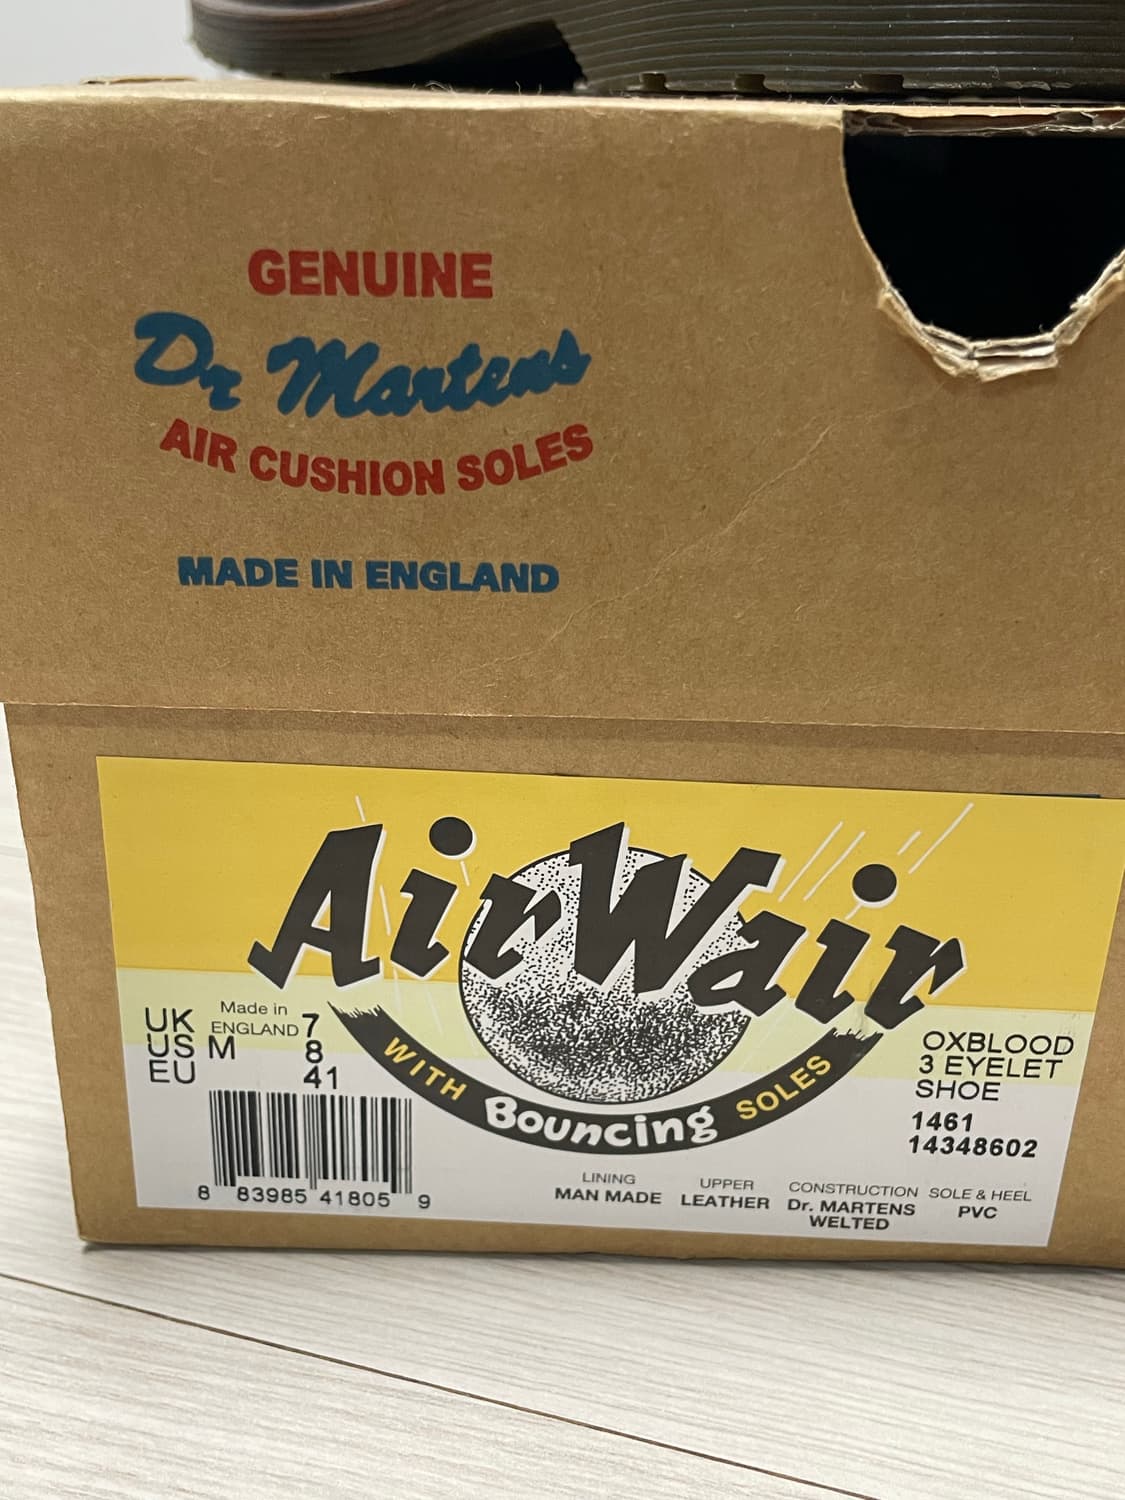 GENUINE
Dr Martens
AIR CUSHION SOLES
MADE IN ENGLAND
AirWair
WITH Bouncing SOLES
UK Made in ENGLAND 7
US M 8
EU 41
8 83985 41805 9
OXBLOOD
3 EYELET
SHOE
1461
14348602
LINING
MAN MADE
UPPER
LEATHER
CONSTRUCTION
Dr. MARTENS
WELTED
SOLE & HEEL
PVC